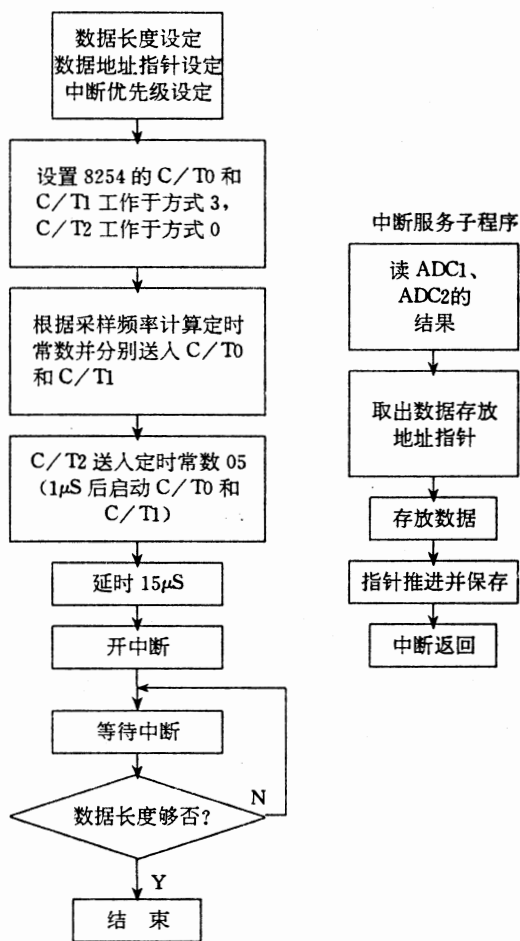 数据长度设定
数据地址指针设定
中断优先级设定
设置 8254 的 C/T0 和
C/T1 工作于方式 3,
C/T2 工作于方式 0
根据采样频率计算定时
常数并分别送入 C/T0
和 C/T1
C/T2 送入定时常数 05
(1μS 后启动 C/T0 和
C/T1)
延时 15μS
开中断
等待中断
数据长度够否?
N
Y
结 束
中断服务子程序
读 ADC1、
ADC2的
结果
取出数据存放
地址指针
存放数据
指针推进并保存
中断返回